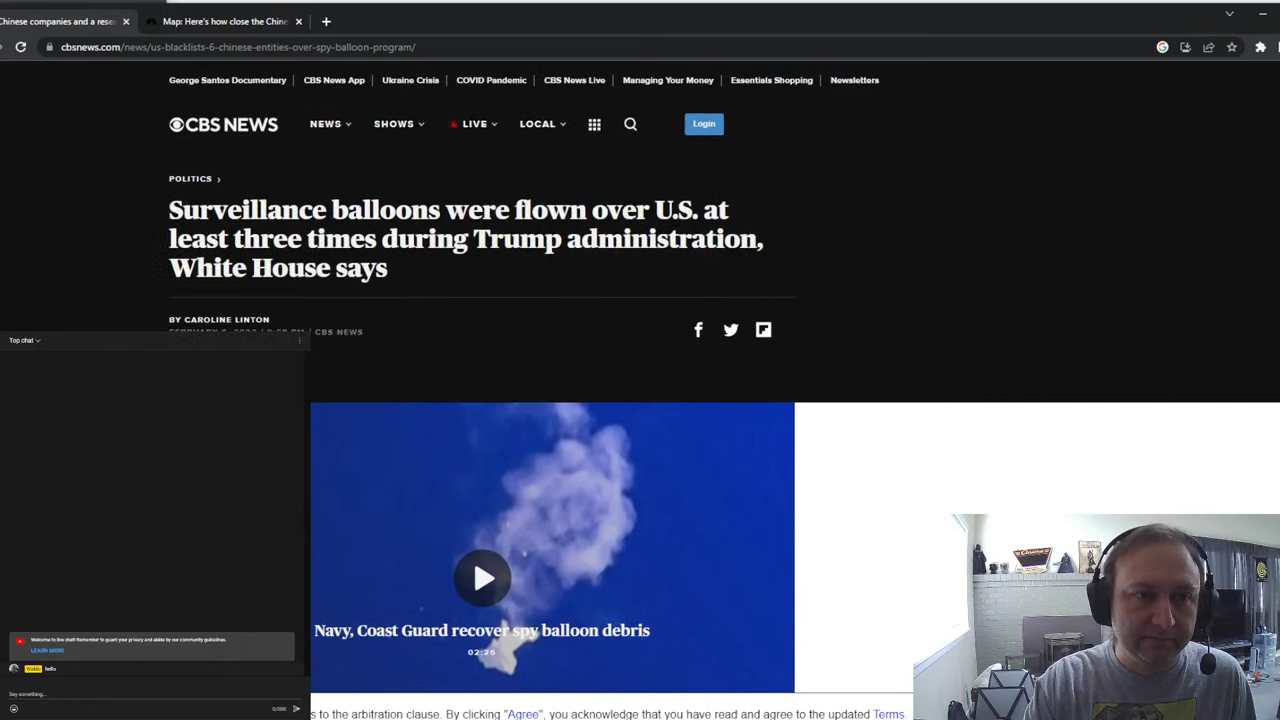 Chinese companies and a rese
Map: Here's how close the Chine
cbsnews.com/news/us-blacklists-6-chinese-entities-over-spy-balloon-program/
George Santos Documentary
CBS News App
Ukraine Crisis
COVID Pandemic
CBS News Live
Managing Your Money
Essentials Shopping
Newsletters
CBS NEWS
NEWS
SHOWS
LIVE
LOCAL
Login
POLITICS
Surveillance balloons were flown over U.S. at
least three times during Trump administration,
White House says
BY CAROLINE LINTON
CBS NEWS
Top chat
Navy, Coast Guard recover spy balloon debris
02:26
Welcome to live chat! Remember to guard your privacy and abide by our community guidelines.
LEARN MORE
Waldo hello
Say something...
0/200
s to the arbitration clause. By clicking "Agree", you acknowledge that you have read and agree to the updated Terms.